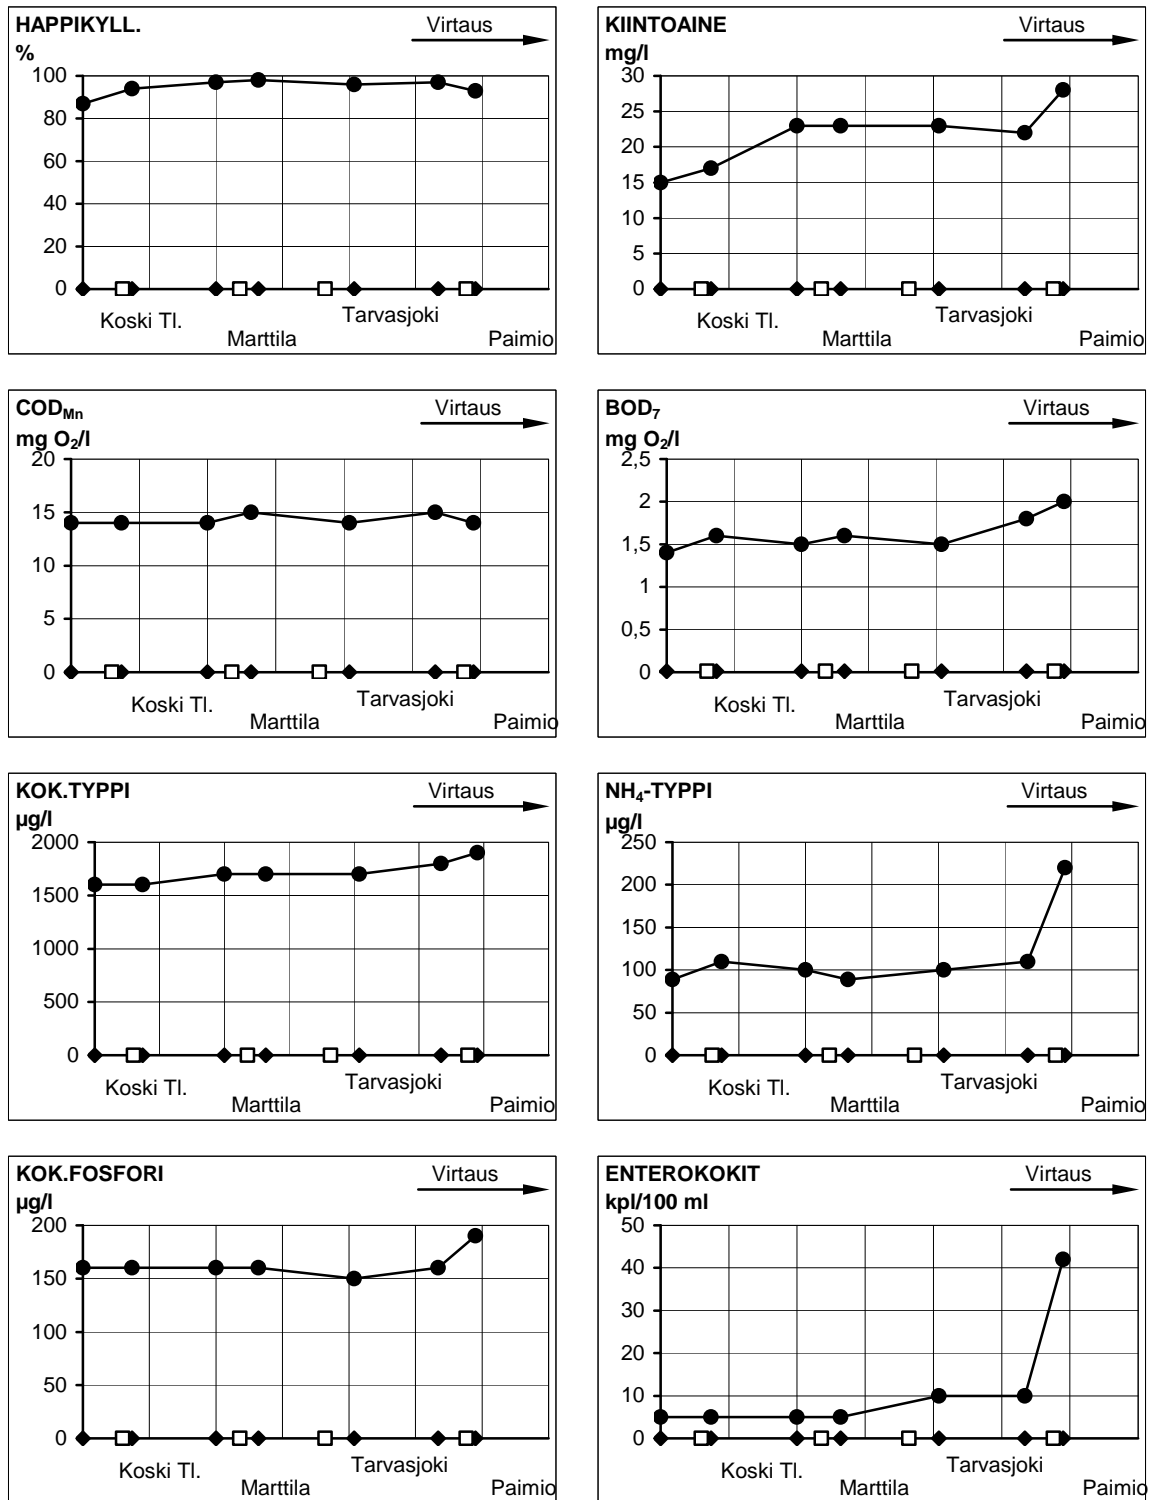 HAPPIKYLL.
%
Virtaus
100
80
60
40
20
0
Koski Tl.
Marttila
Tarvasjoki
Paimio
KIINTOAINE
mg/l
Virtaus
30
25
20
15
10
5
0
Koski Tl.
Marttila
Tarvasjoki
Paimio
COD₍Mn₎
mg O₂/l
Virtaus
20
15
10
5
0
Koski Tl.
Marttila
Tarvasjoki
Paimio
BOD₇
mg O₂/l
Virtaus
2,5
2
1,5
1
0,5
0
Koski Tl.
Marttila
Tarvasjoki
Paimio
KOK.TYPPI
µg/l
Virtaus
2000
1500
1000
500
0
Koski Tl.
Marttila
Tarvasjoki
Paimio
NH₄-TYPPI
µg/l
Virtaus
250
200
150
100
50
0
Koski Tl.
Marttila
Tarvasjoki
Paimio
KOK.FOSFORI
µg/l
Virtaus
200
150
100
50
0
Koski Tl.
Marttila
Tarvasjoki
Paimio
ENTEROKOKIT
kpl/100 ml
Virtaus
50
40
30
20
10
0
Koski Tl.
Marttila
Tarvasjoki
Paimio